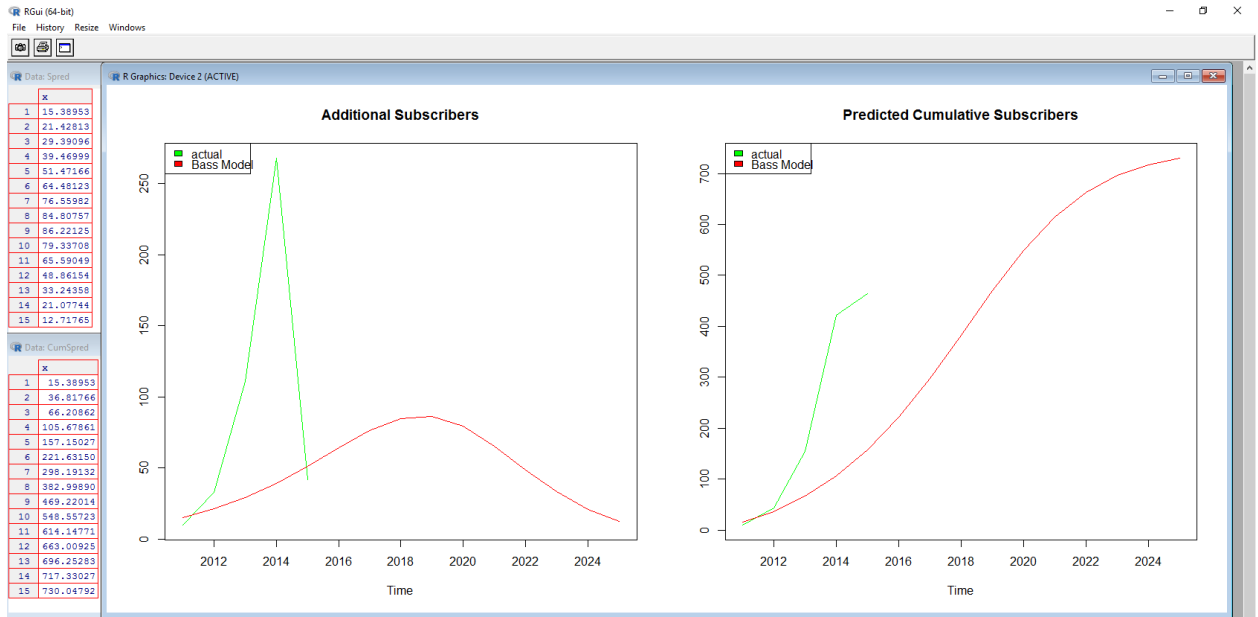 RGui (64-bit)
File History Resize Windows
Data: Spred
x
1 15.38953
2 21.42813
3 29.39096
4 39.46999
5 51.47166
6 64.48123
7 76.55982
8 84.80757
9 86.22125
10 79.33708
11 65.59049
12 48.86154
13 33.24358
14 21.07744
15 12.71765
Data: CumSpred
x
1 15.38953
2 36.81766
3 66.20862
4 105.67861
5 157.15027
6 221.63150
7 298.19132
8 382.99890
9 469.22014
10 548.55723
11 614.14771
12 663.00925
13 696.25283
14 717.33027
15 730.04792
R Graphics: Device 2 (ACTIVE)
Additional Subscribers
actual
Bass Model
250
200
150
100
50
0
2012 2014 2016 2018 2020 2022 2024
Time
Predicted Cumulative Subscribers
actual
Bass Model
700
600
500
400
300
200
100
0
2012 2014 2016 2018 2020 2022 2024
Time